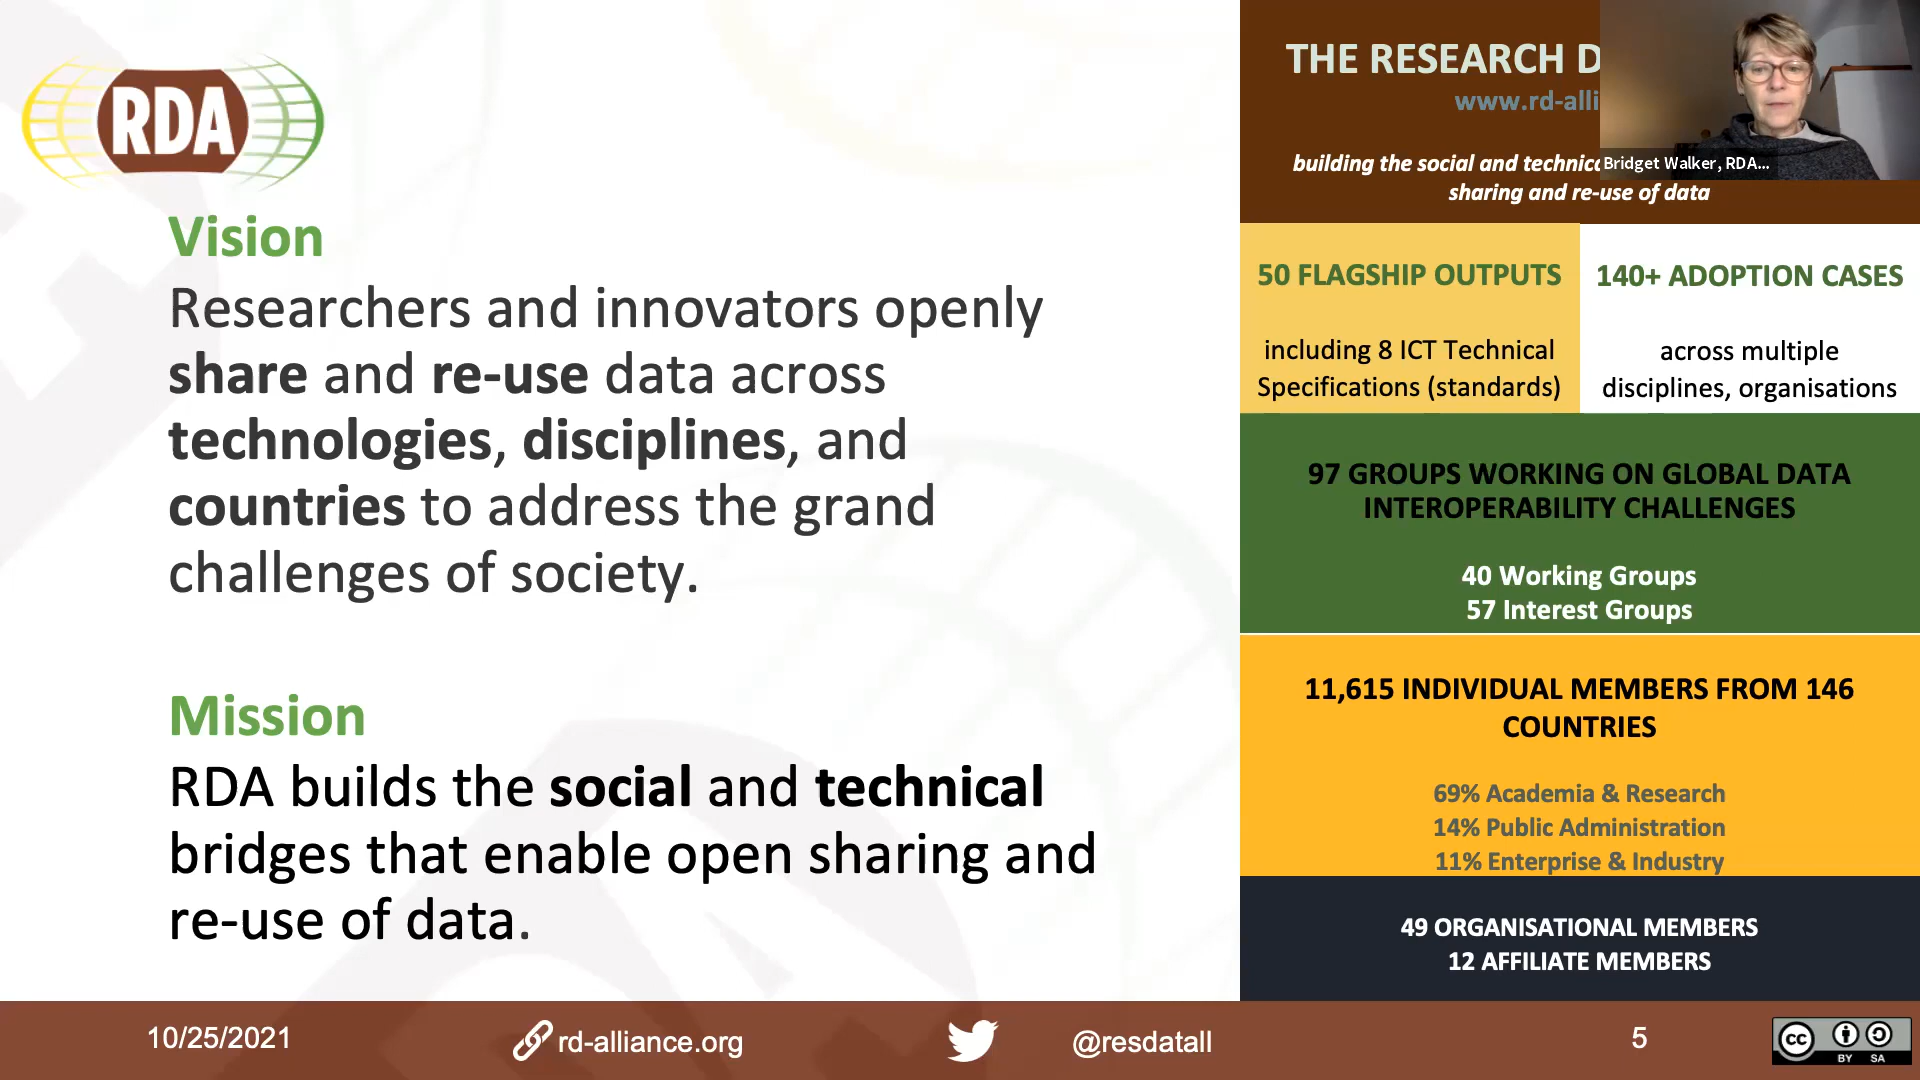 RDA
Vision
Researchers and innovators openly
share and re-use data across
technologies, disciplines, and
countries to address the grand
challenges of society.
Mission
RDA builds the social and technical
bridges that enable open sharing and
re-use of data.
THE RESEARCH D
www.rd-alli
building the social and technic
sharing and re-use of data
Bridget Walker, RDA...
50 FLAGSHIP OUTPUTS
including 8 ICT Technical
Specifications (standards)
140+ ADOPTION CASES
across multiple
disciplines, organisations
97 GROUPS WORKING ON GLOBAL DATA
INTEROPERABILITY CHALLENGES
40 Working Groups
57 Interest Groups
11,615 INDIVIDUAL MEMBERS FROM 146
COUNTRIES
69% Academia & Research
14% Public Administration
11% Enterprise & Industry
49 ORGANISATIONAL MEMBERS
12 AFFILIATE MEMBERS
10/25/2021
rd-alliance.org
@resdatall
5
cc
BY SA